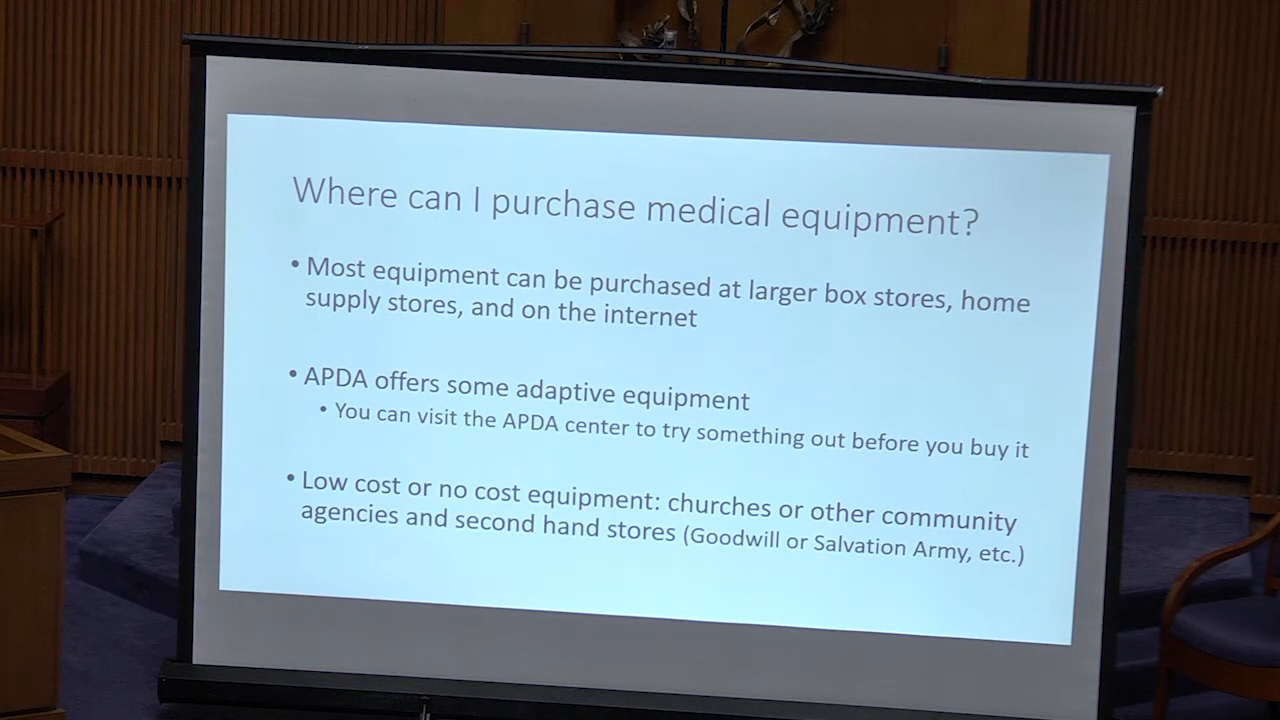 Where can I purchase medical equipment?
• Most equipment can be purchased at larger box stores, home
supply stores, and on the internet
• APDA offers some adaptive equipment
• You can visit the APDA center to try something out before you buy it
• Low cost or no cost equipment: churches or other community
agencies and second hand stores (Goodwill or Salvation Army, etc.)